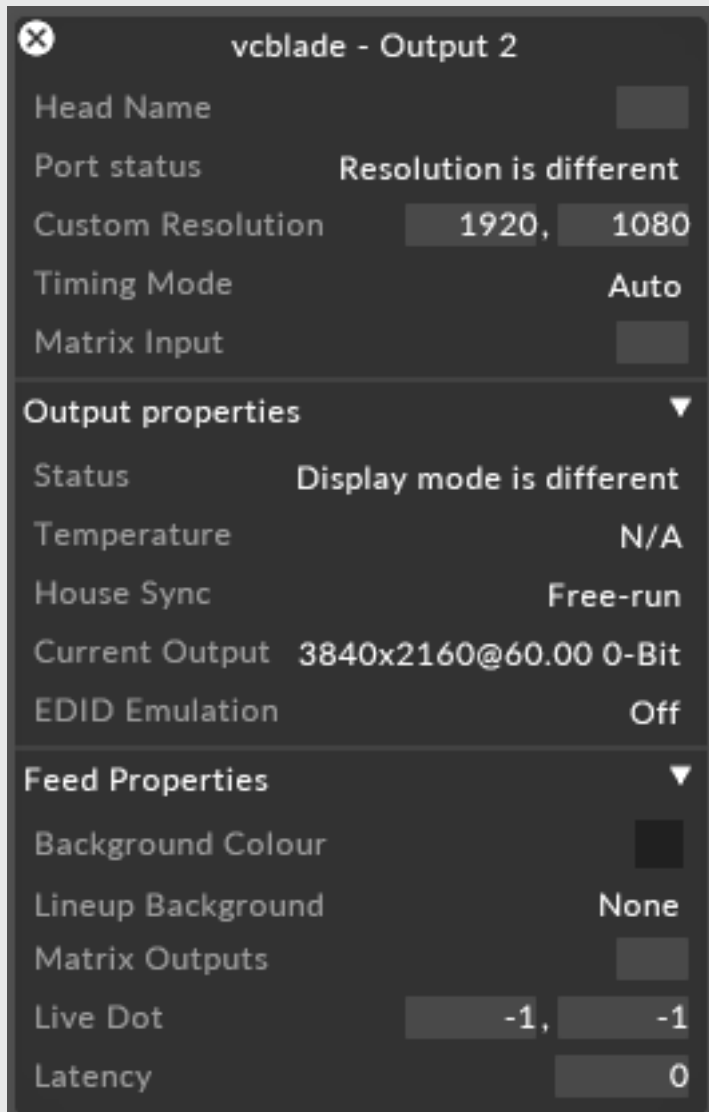 vcblade - Output 2
Head Name
Port status Resolution is different
Custom Resolution 1920, 1080
Timing Mode Auto
Matrix Input
Output properties
Status Display mode is different
Temperature N/A
House Sync Free-run
Current Output 3840x2160@60.00 0-Bit
EDID Emulation Off
Feed Properties
Background Colour
Lineup Background None
Matrix Outputs
Live Dot -1, -1
Latency 0